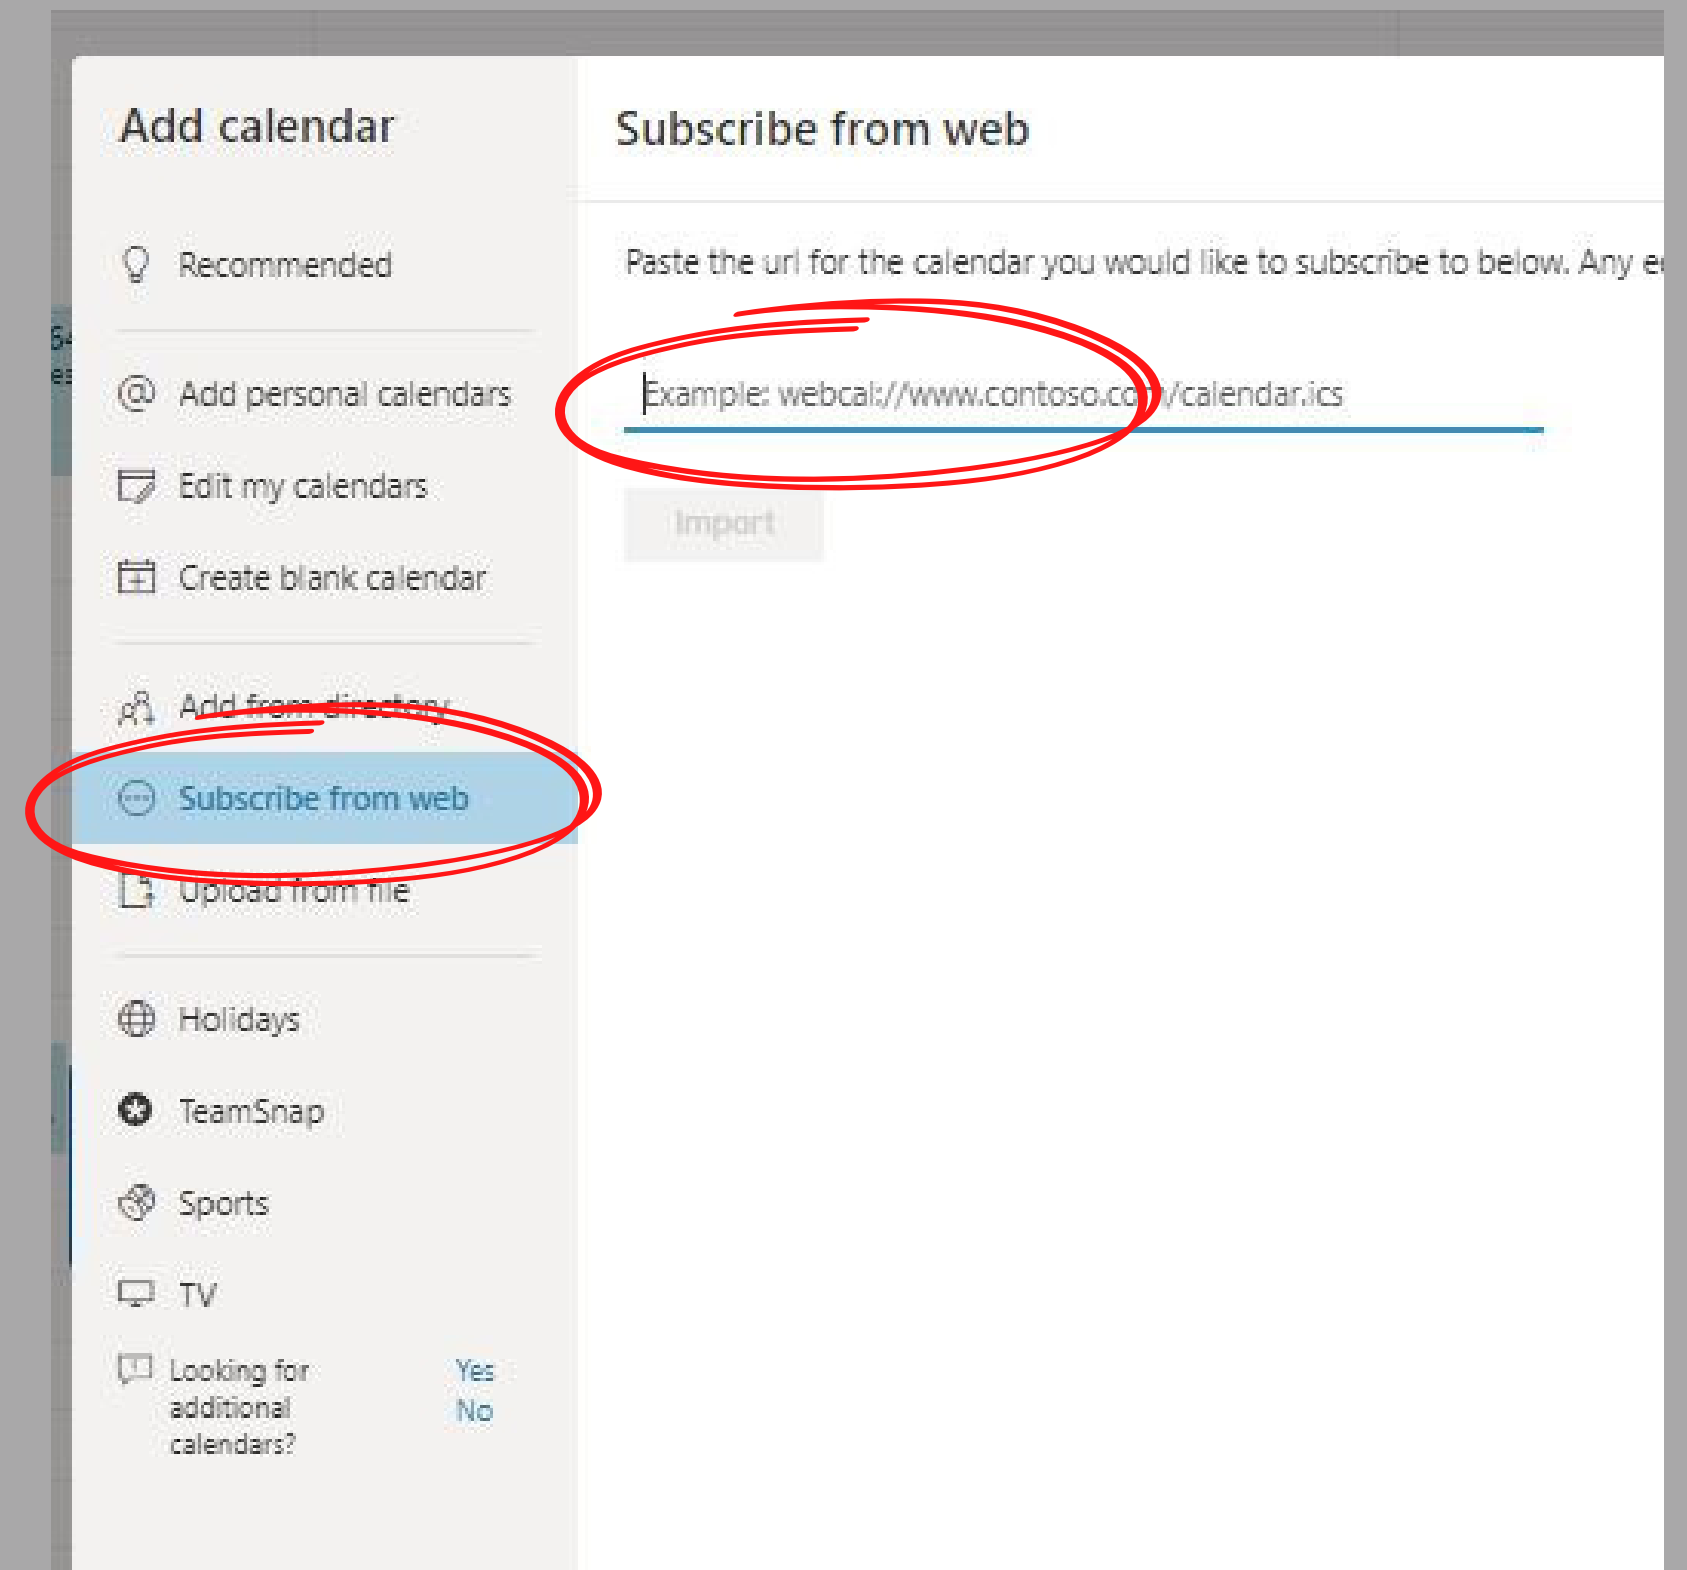 Add calendar
Recommended
Add personal calendars
Edit my calendars
Create blank calendar
Add from directory
Subscribe from web
Upload from file
Holidays
TeamSnap
Sports
TV
Looking for
additional
calendars?
Yes
No
Subscribe from web
Paste the url for the calendar you would like to subscribe to below. Any
Example: webcal://www.contoso.com/calendar.ics
Import